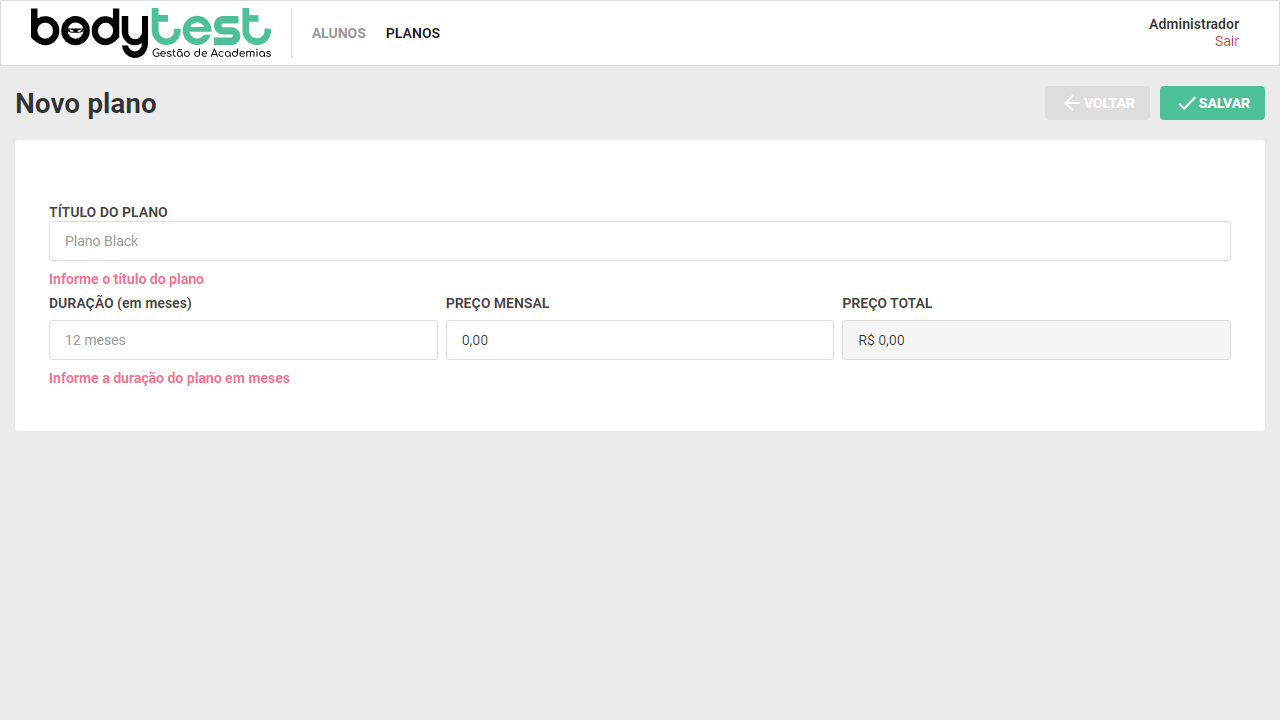 bodytest
Gestão de Academias
ALUNOS PLANOS
Administrador
Sair
Novo plano
VOLTAR SALVAR
TÍTULO DO PLANO
Plano Black
Informe o título do plano
DURAÇÃO (em meses) PREÇO MENSAL PREÇO TOTAL
12 meses 0,00 R$ 0,00
Informe a duração do plano em meses